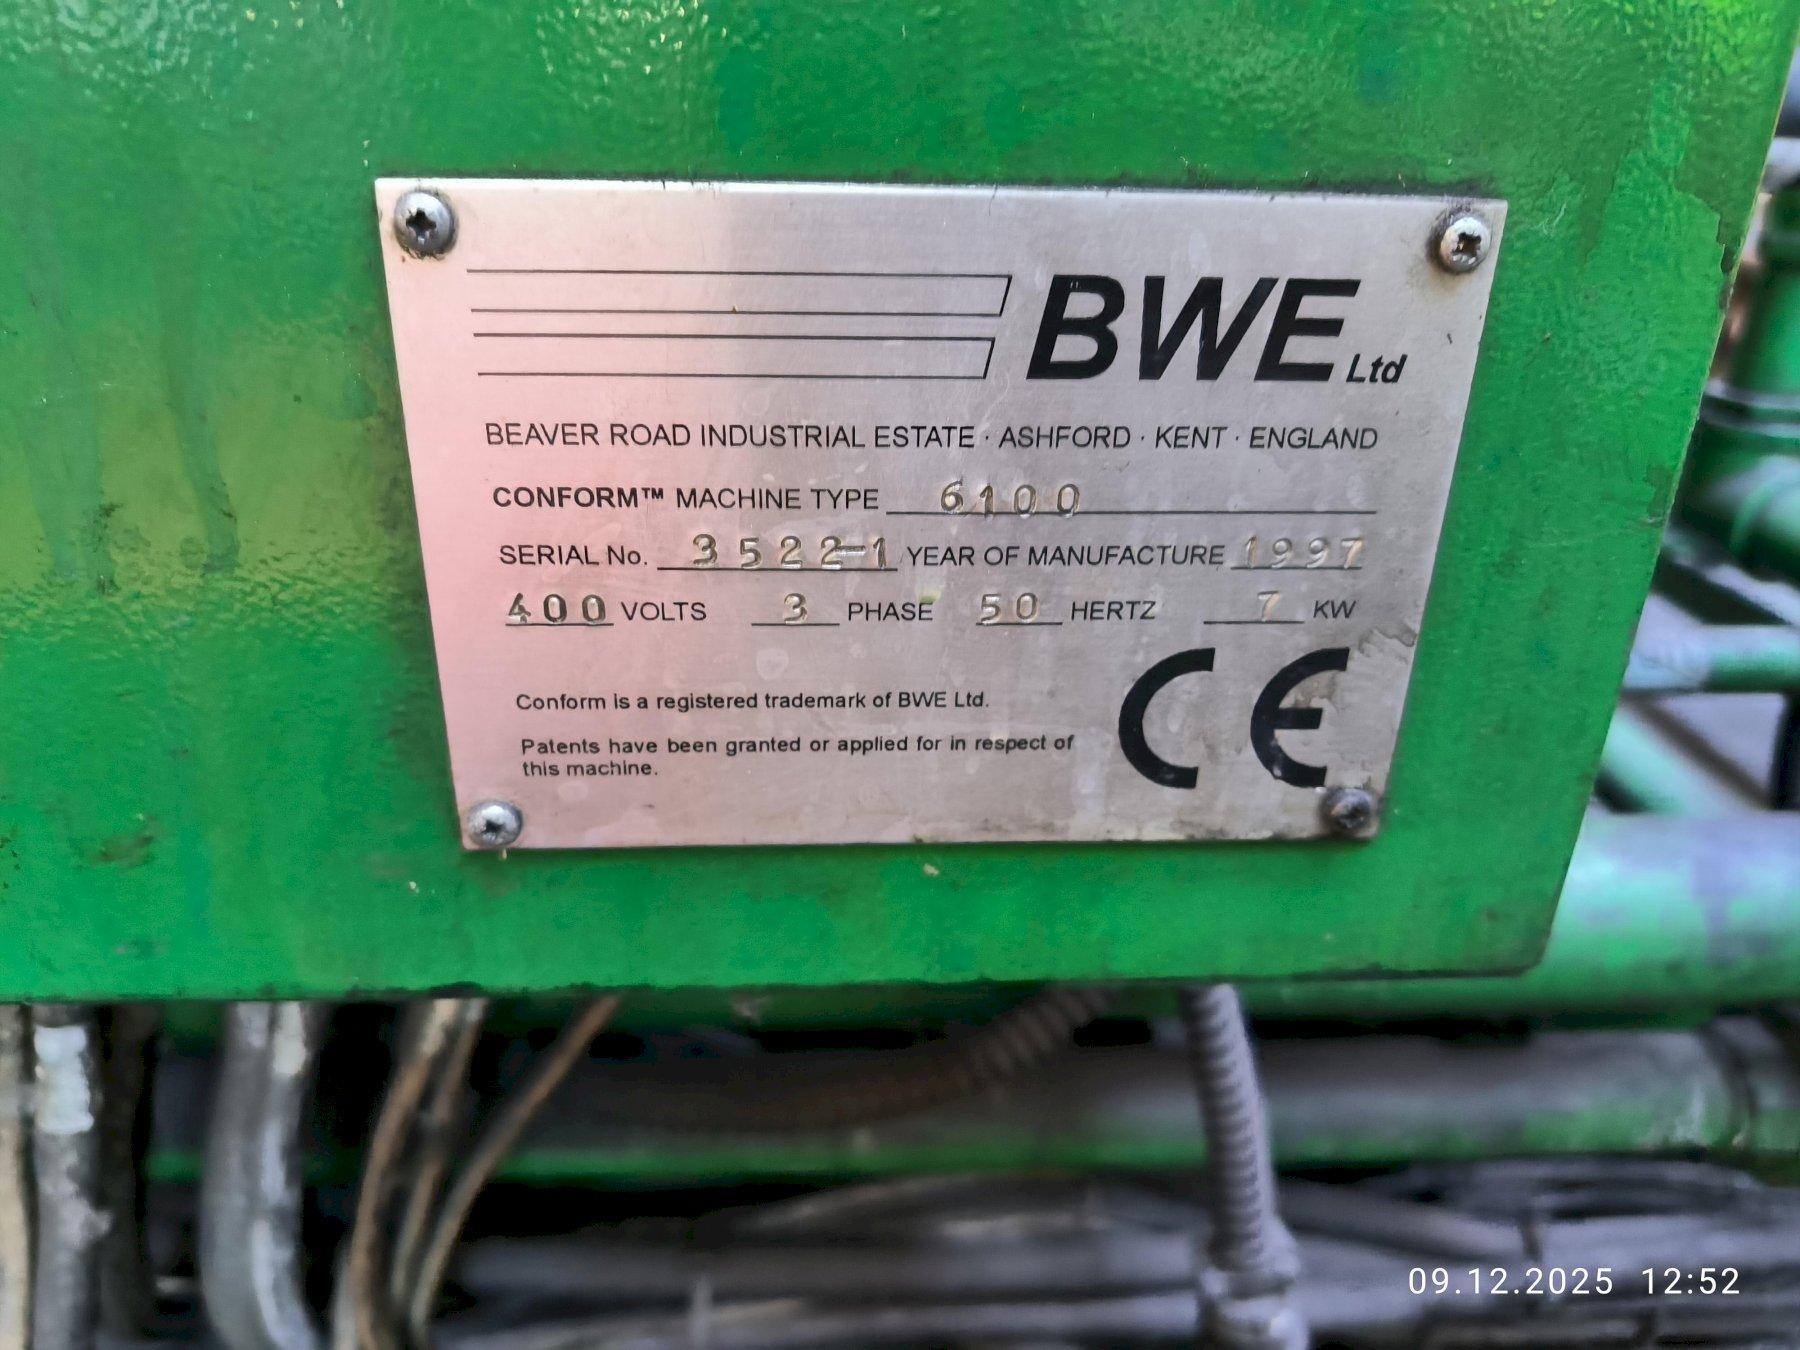 BWE Ltd
BEAVER ROAD INDUSTRIAL ESTATE · ASHFORD · KENT · ENGLAND
CONFORM™ MACHINE TYPE 6100
SERIAL No. 3522-1 YEAR OF MANUFACTURE 1997
400 VOLTS 3 PHASE 50 HERTZ 7 KW
Conform is a registered trademark of BWE Ltd.
Patents have been granted or applied for in respect of
this machine.
CE
09.12.2025 12:52